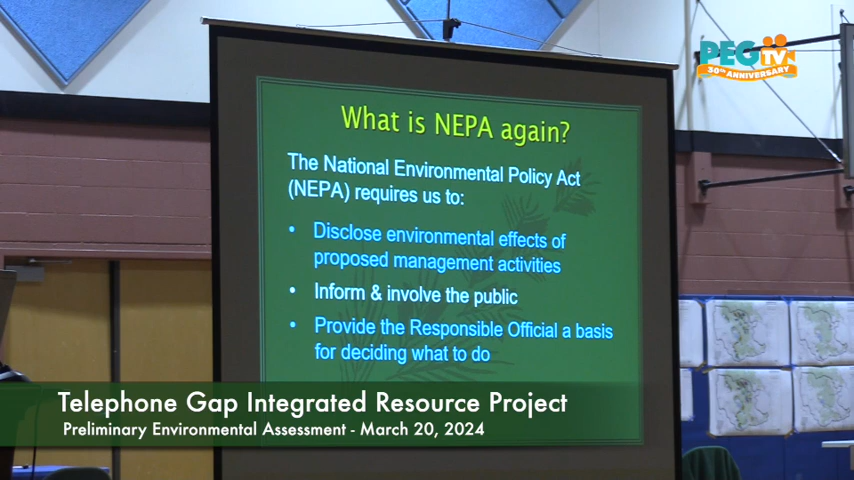 PEGTV
30TH ANNIVERSARY
What is NEPA again?
The National Environmental Policy Act
(NEPA) requires us to:
• Disclose environmental effects of
proposed management activities
• Inform & involve the public
• Provide the Responsible Official a basis
for deciding what to do
Telephone Gap Integrated Resource Project
Preliminary Environmental Assessment - March 20, 2024